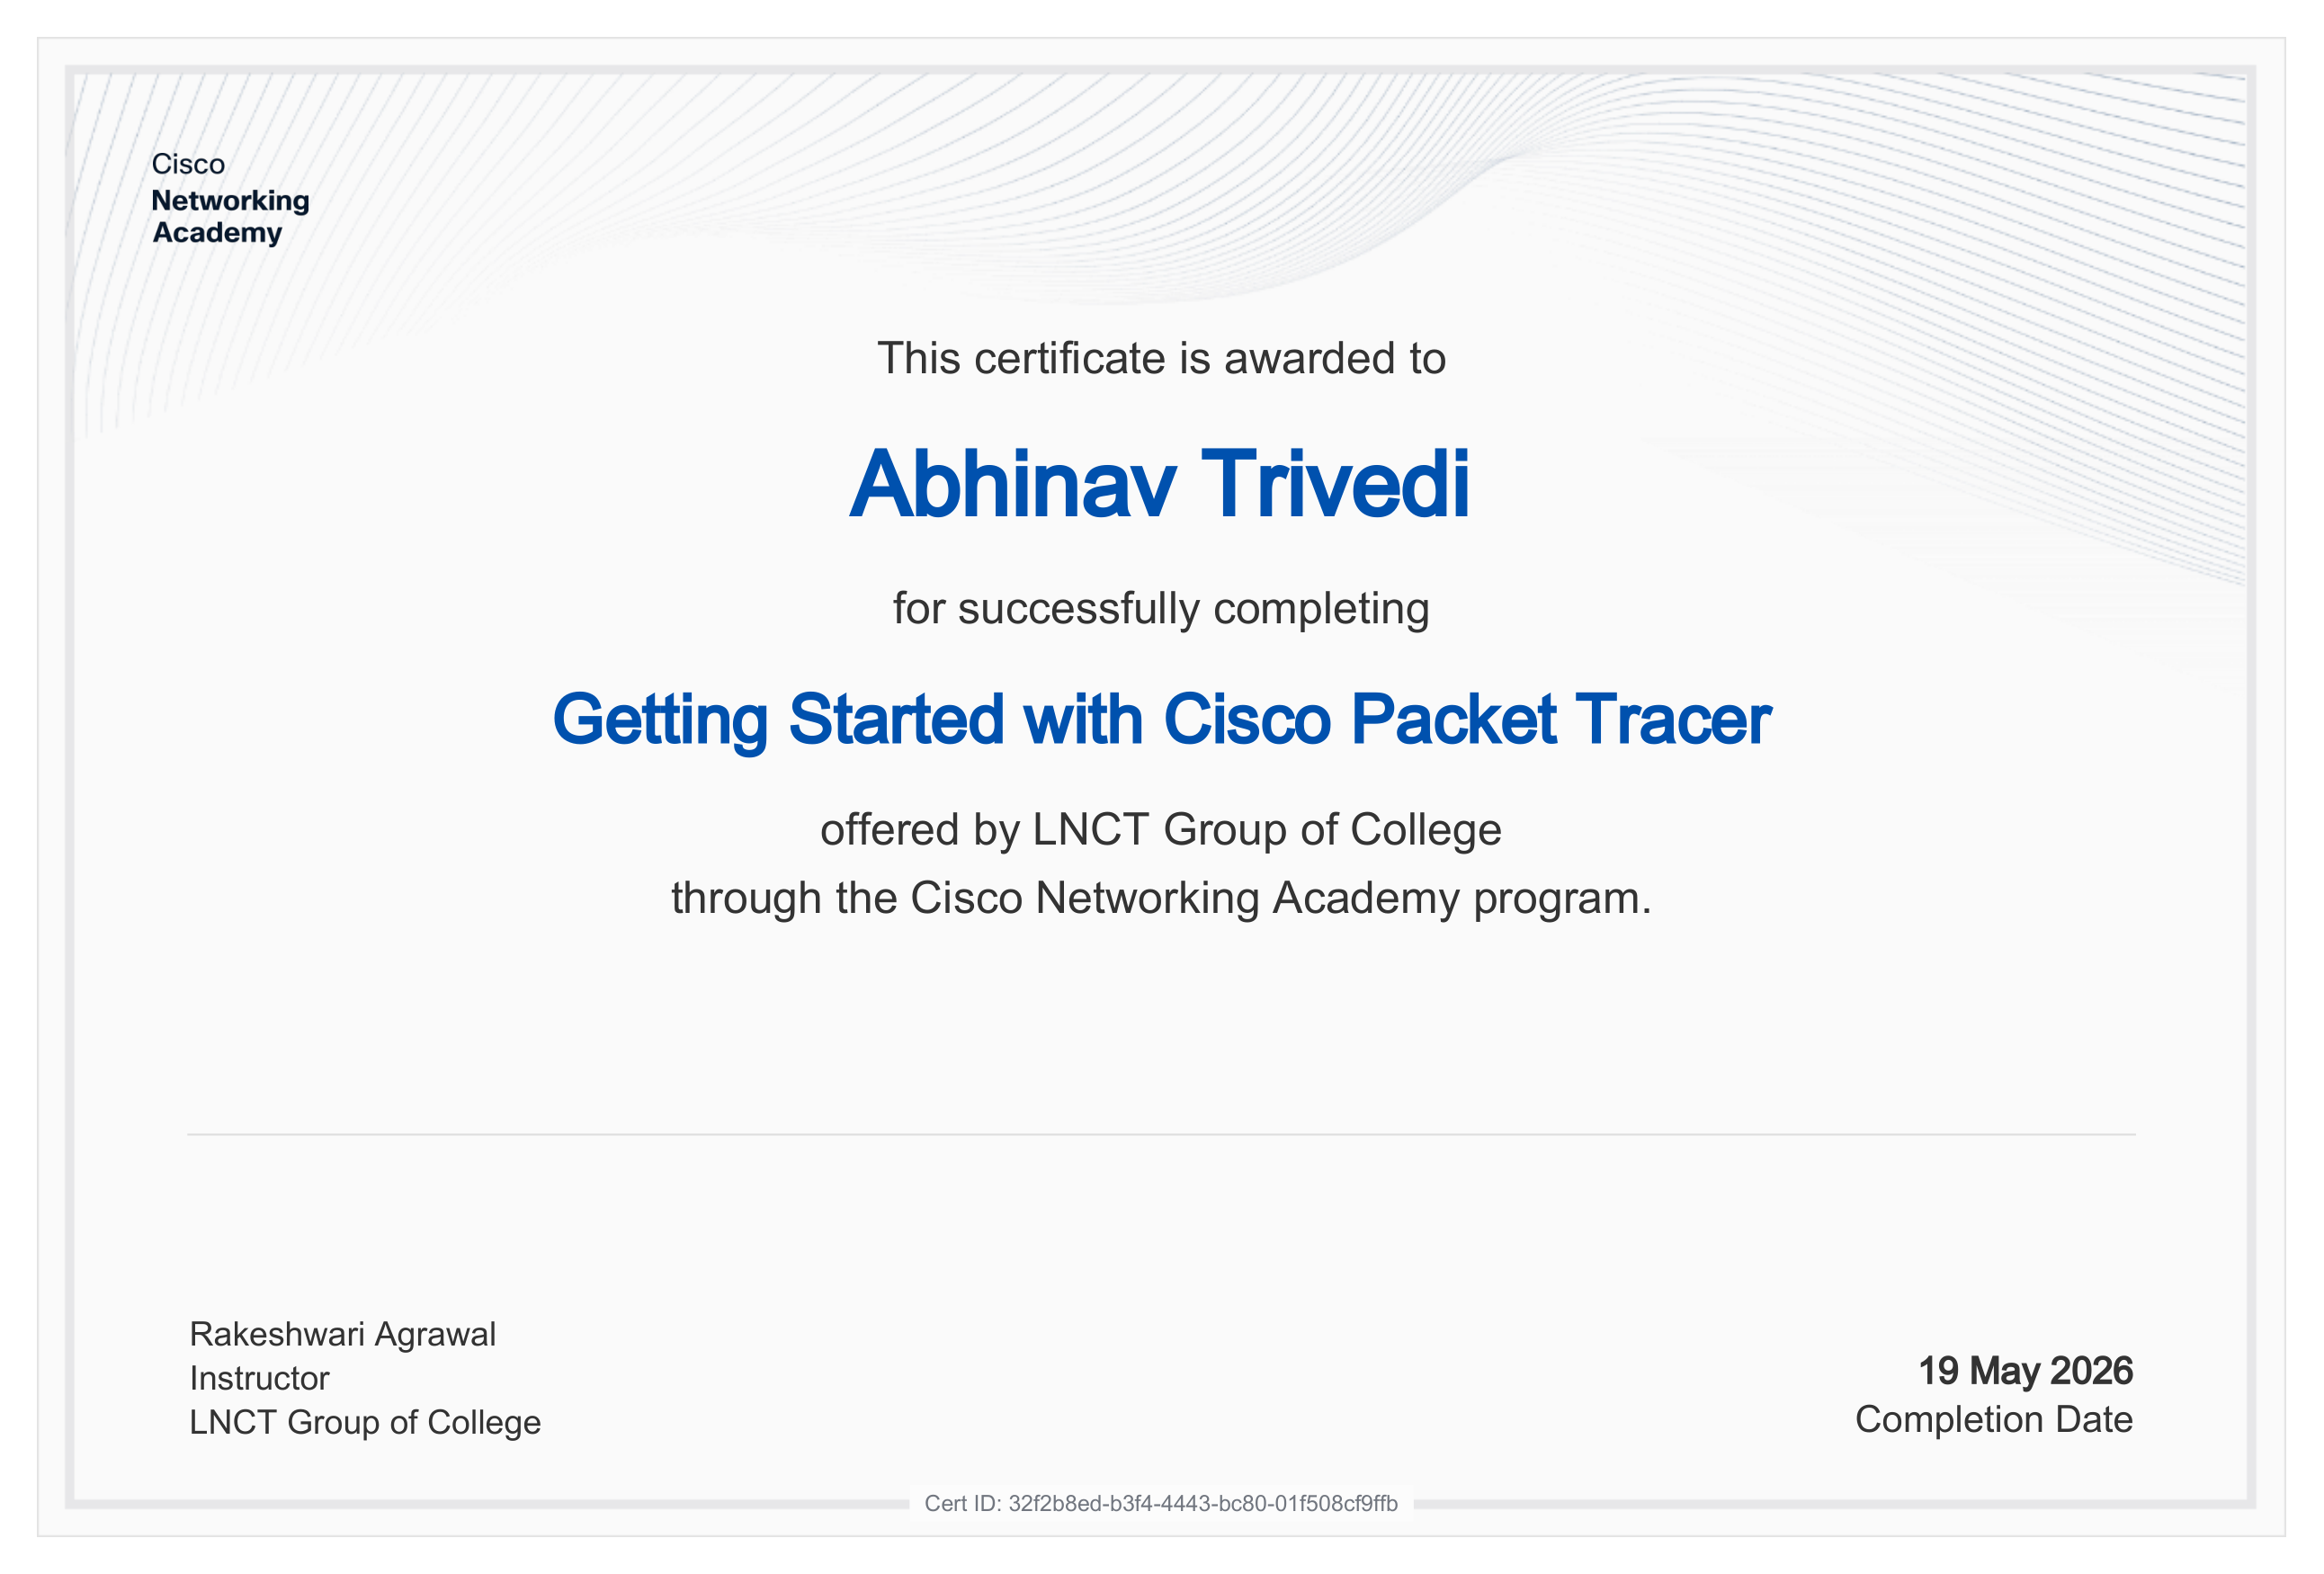 Cisco
Networking
Academy
This certificate is awarded to
Abhinav Trivedi
for successfully completing
Getting Started with Cisco Packet Tracer
offered by LNCT Group of College
through the Cisco Networking Academy program.
Rakeshwari Agrawal
Instructor
LNCT Group of College
19 May 2026
Completion Date
Cert ID: 32f2b8ed-b3f4-4443-bc80-01f508cf9ffb